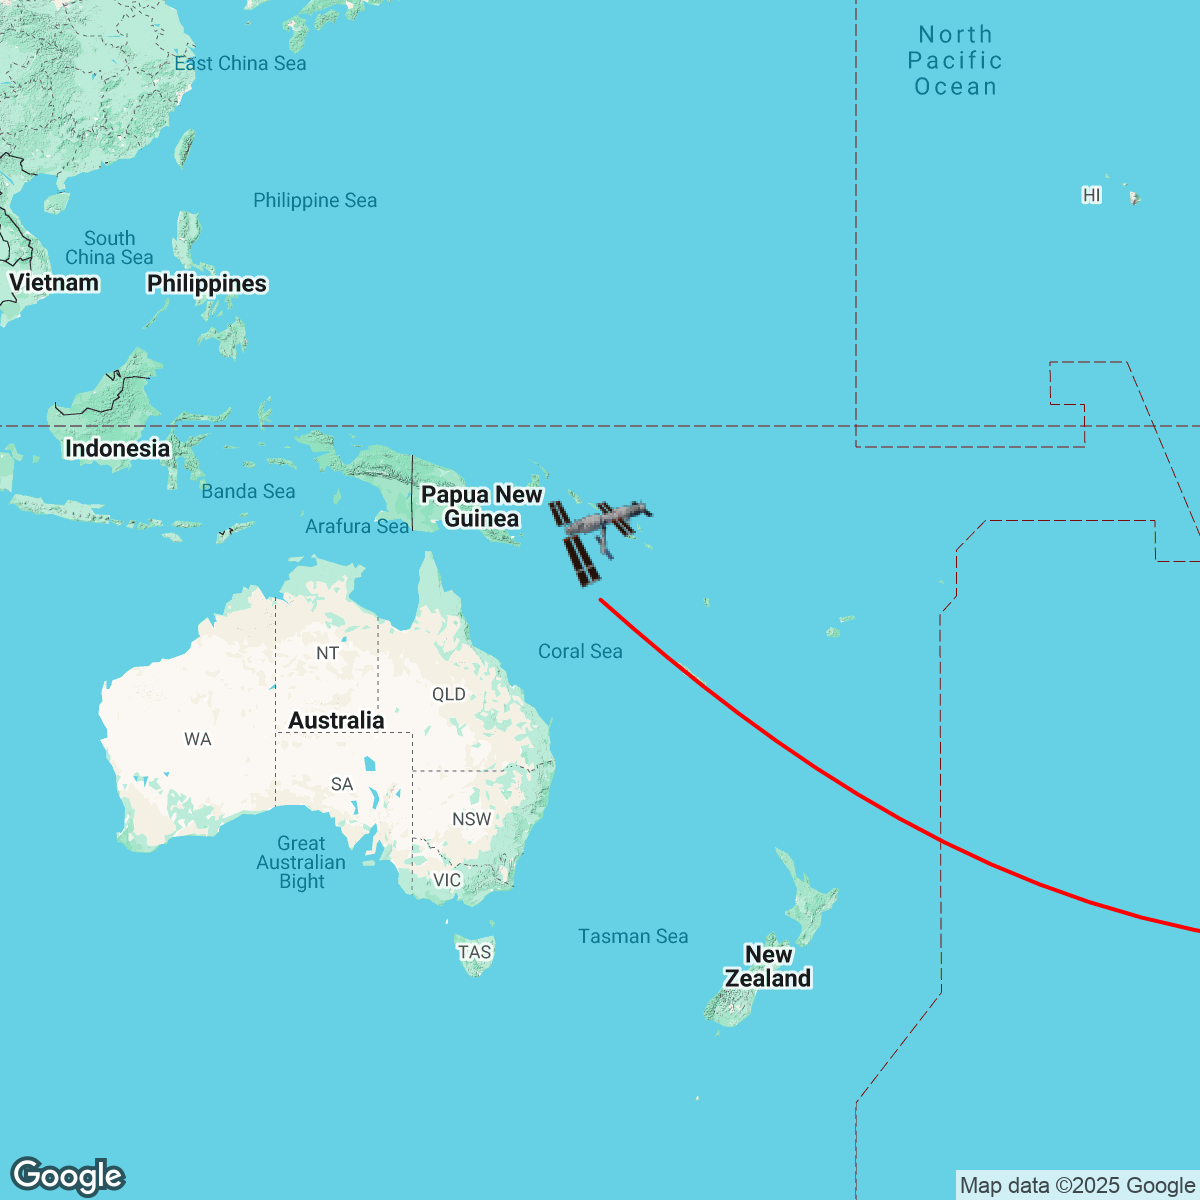 North
Pacific
Ocean
East China Sea
HI
Philippine Sea
South
China Sea
Vietnam
Philippines
Indonesia
Banda Sea
Papua New
Guinea
Arafura Sea
Coral Sea
NT
QLD
Australia
WA
SA
NSW
Great
Australian
Bight
VIC
TAS
Tasman Sea
New
Zealand
Google
Map data ©2025 Google